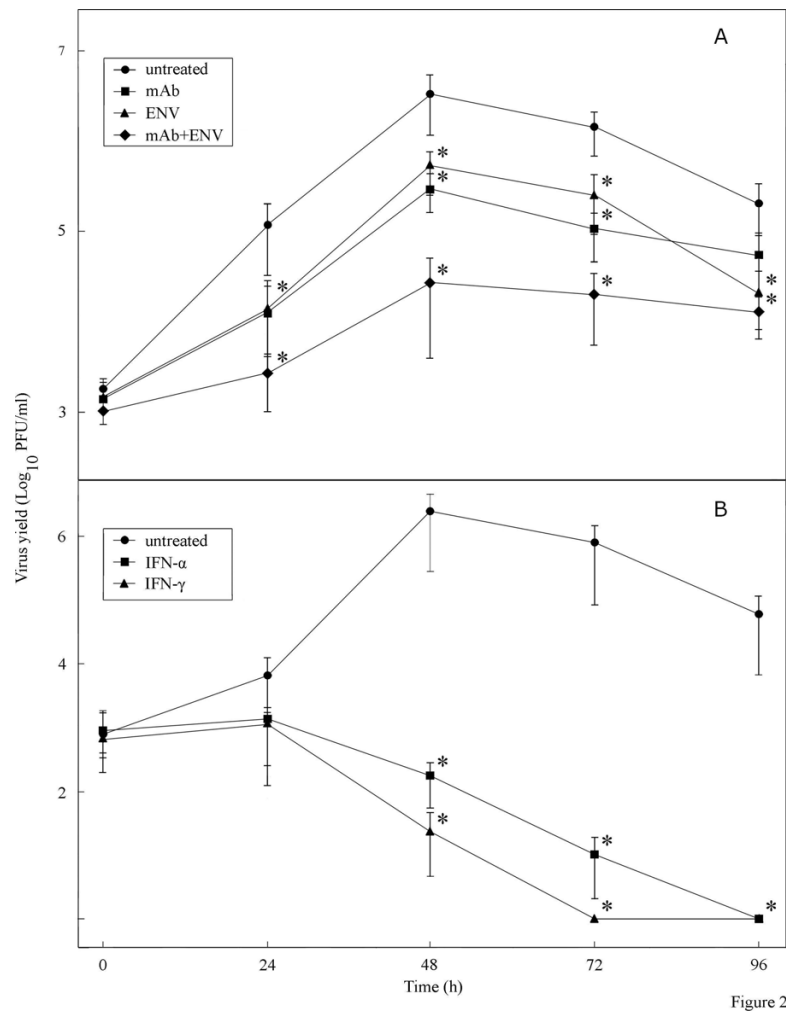 A
7
untreated
mAb
ENV
mAb+ENV
*
*
*
*
5
*
*
*
*
*
*
3
Virus yield (Log10 PFU/ml)
B
6
untreated
IFN-α
IFN-γ
4
*
2
*
*
*
*
0 24 48 72 96
Time (h)
Figure 2